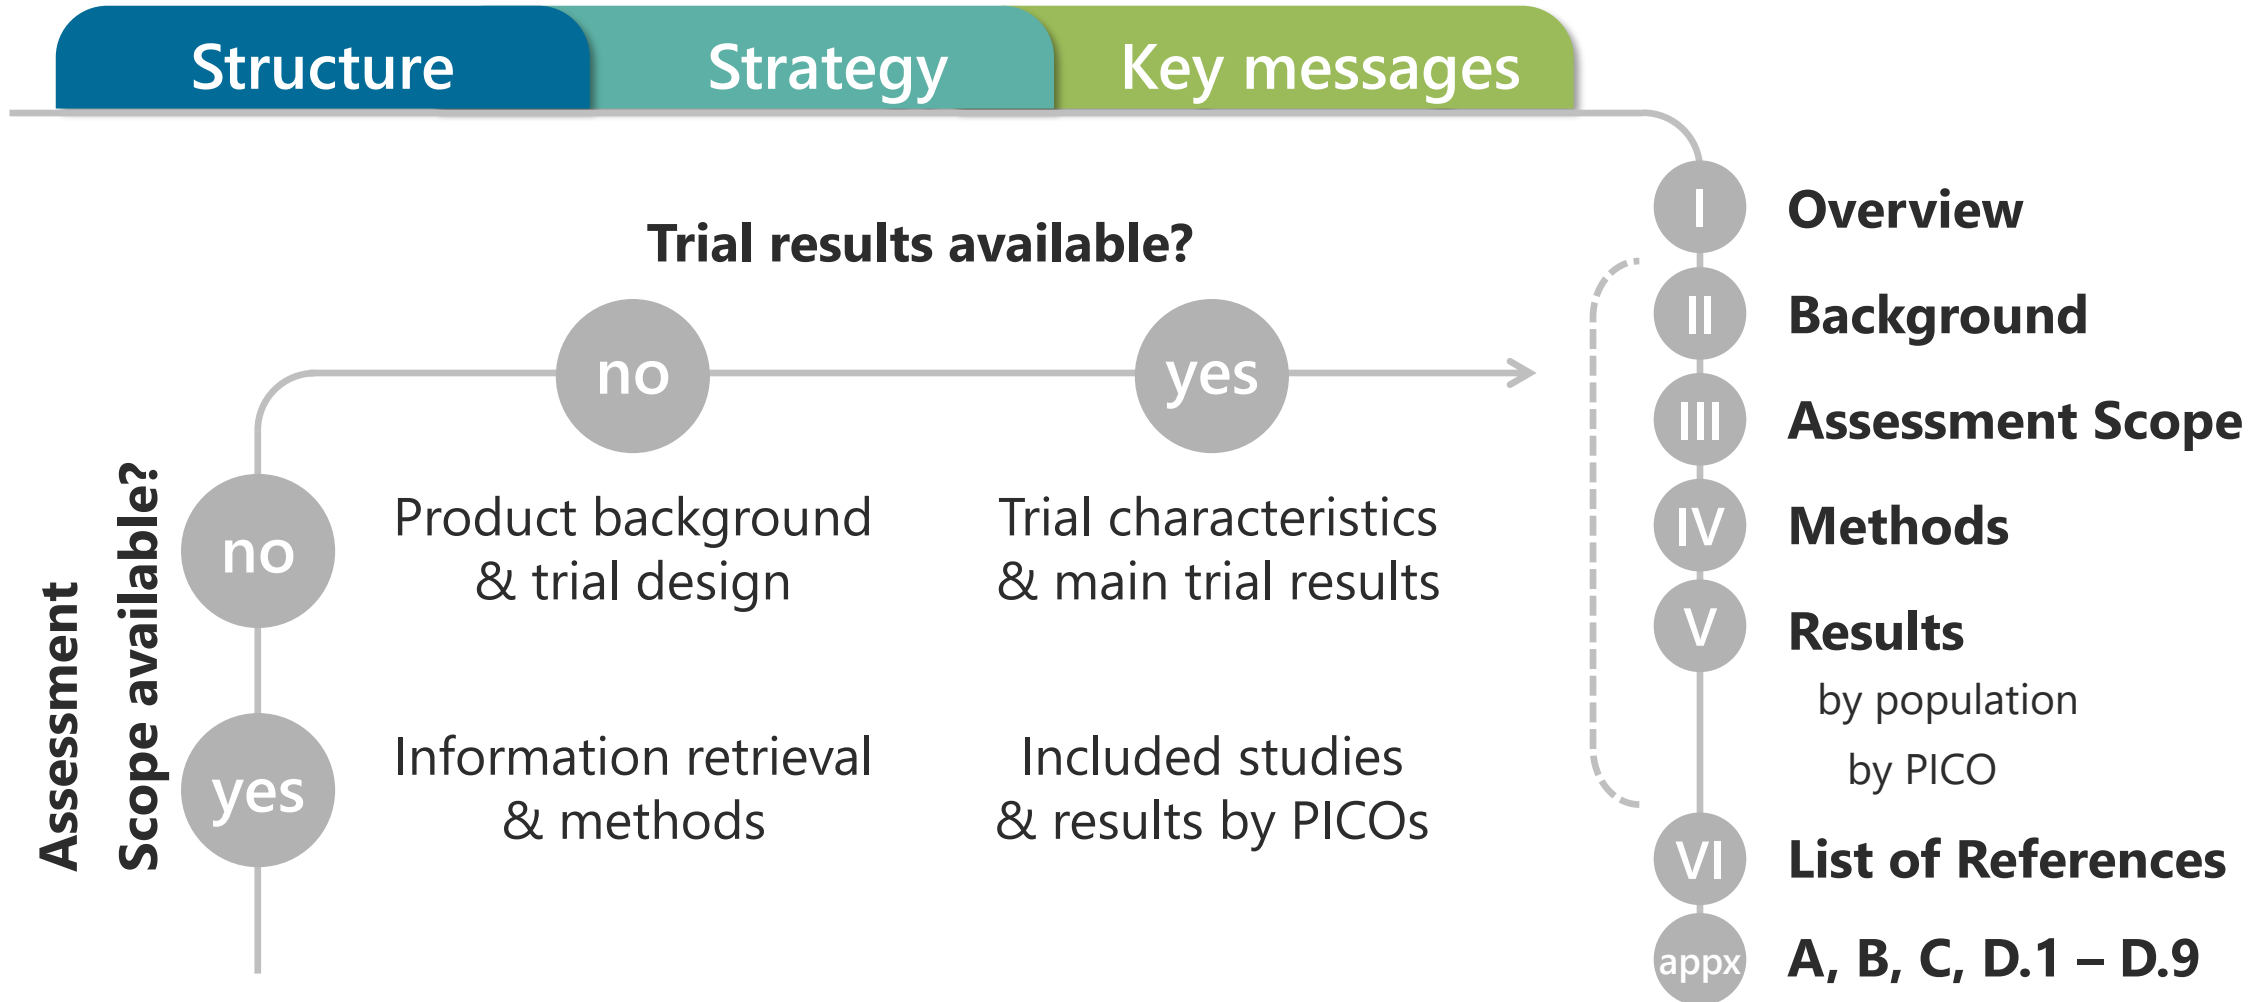 Structure
Strategy
Key messages
Trial results available?
no
yes
Assessment
Scope available?
no
Product background
& trial design
Trial characteristics
& main trial results
yes
Information retrieval
& methods
Included studies
& results by PICOs
I
Overview
II
Background
III
Assessment Scope
IV
Methods
V
Results
by population
by PICO
VI
List of References
appx
A, B, C, D.1 – D.9